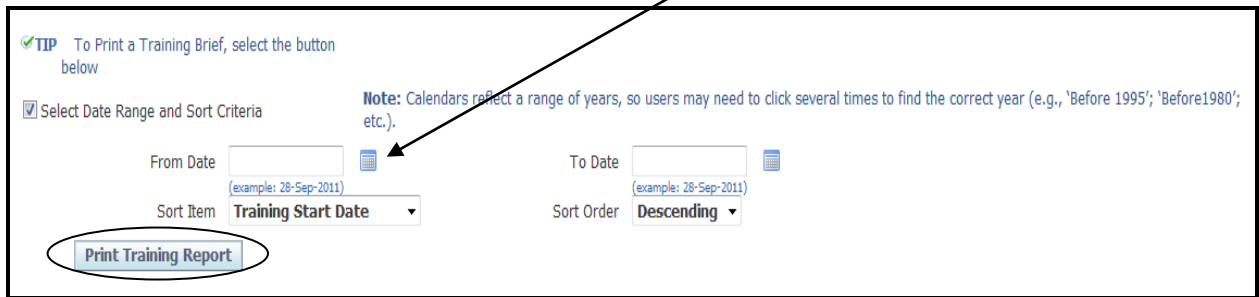 TIP To Print a Training Brief, select the button
below
Select Date Range and Sort Criteria
Note: Calendars reflect a range of years, so users may need to click several times to find the correct year (e.g., ‘Before 1995’; ‘Before1980’;
etc.).
From Date
To Date
(example: 28-Sep-2011)
(example: 28-Sep-2011)
Sort Item Training Start Date
Sort Order Descending
Print Training Report